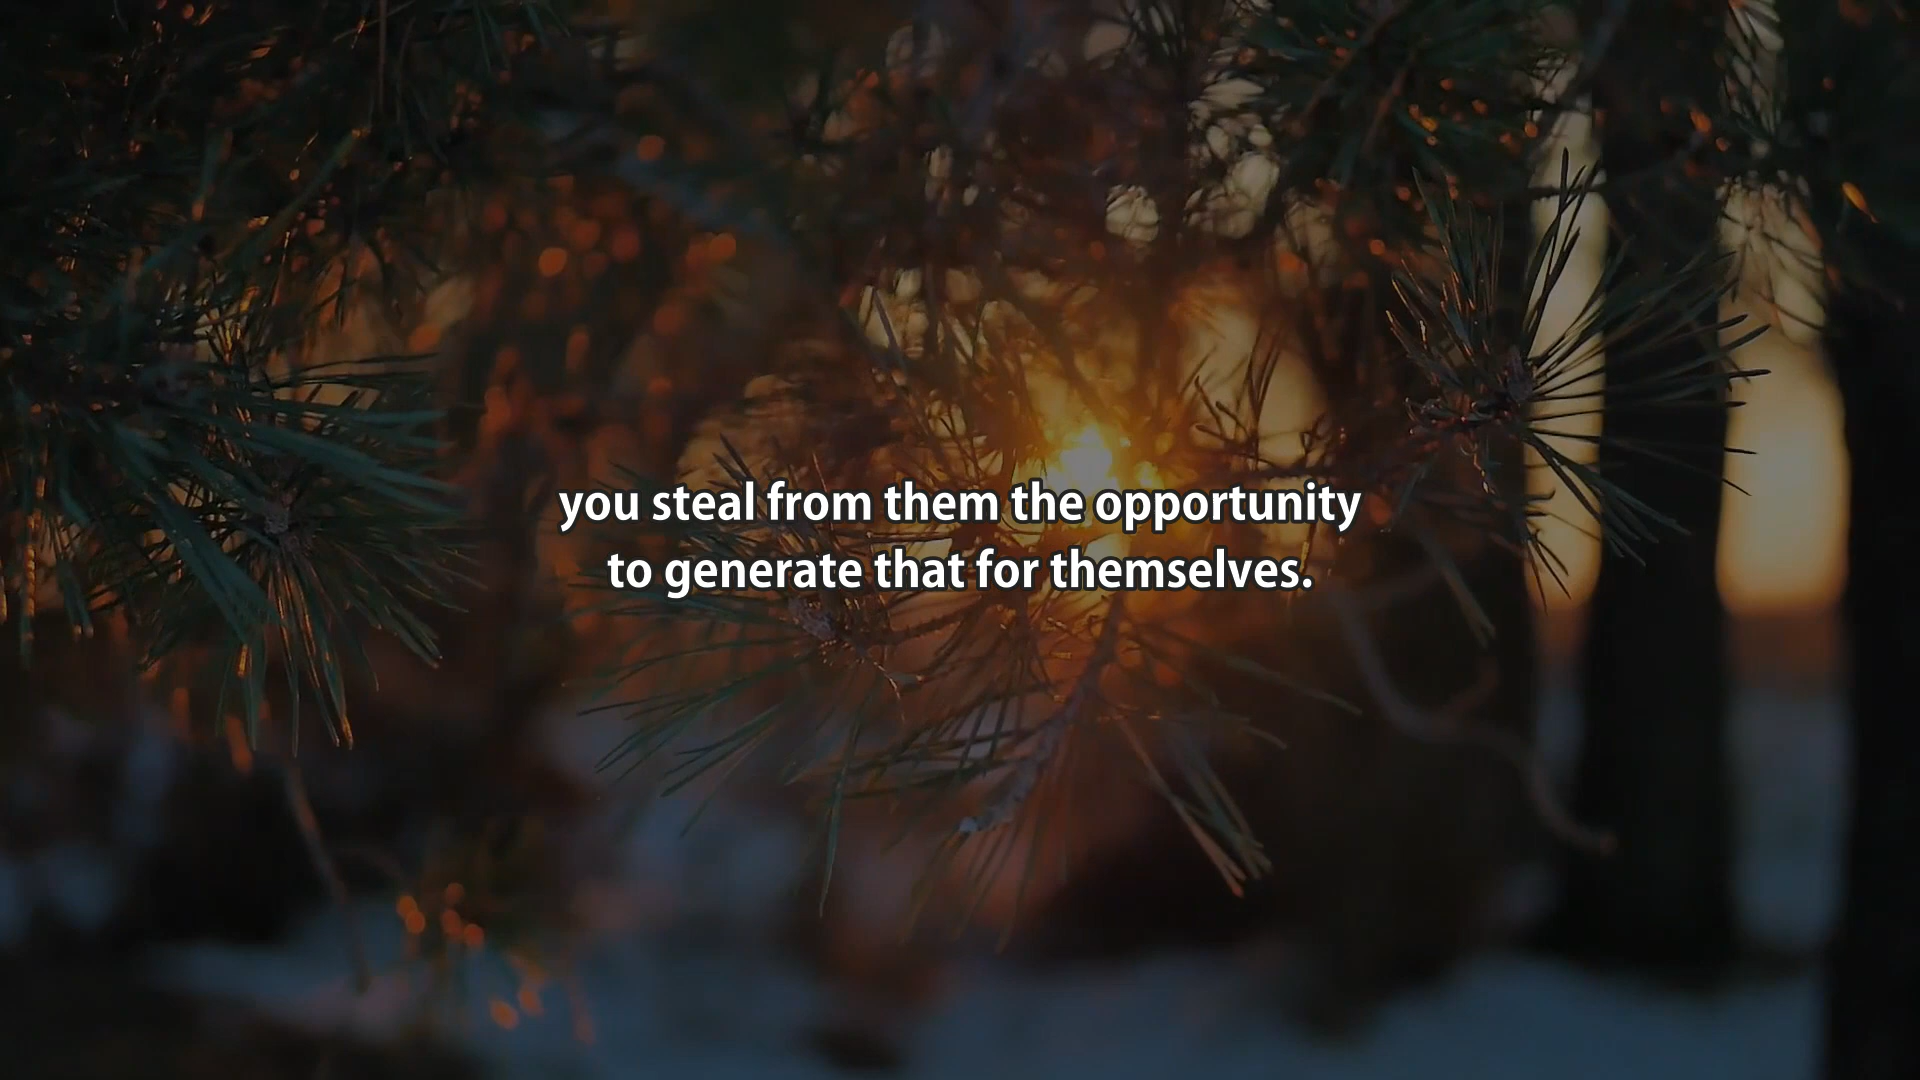 you steal from them the opportunity
to generate that for themselves.